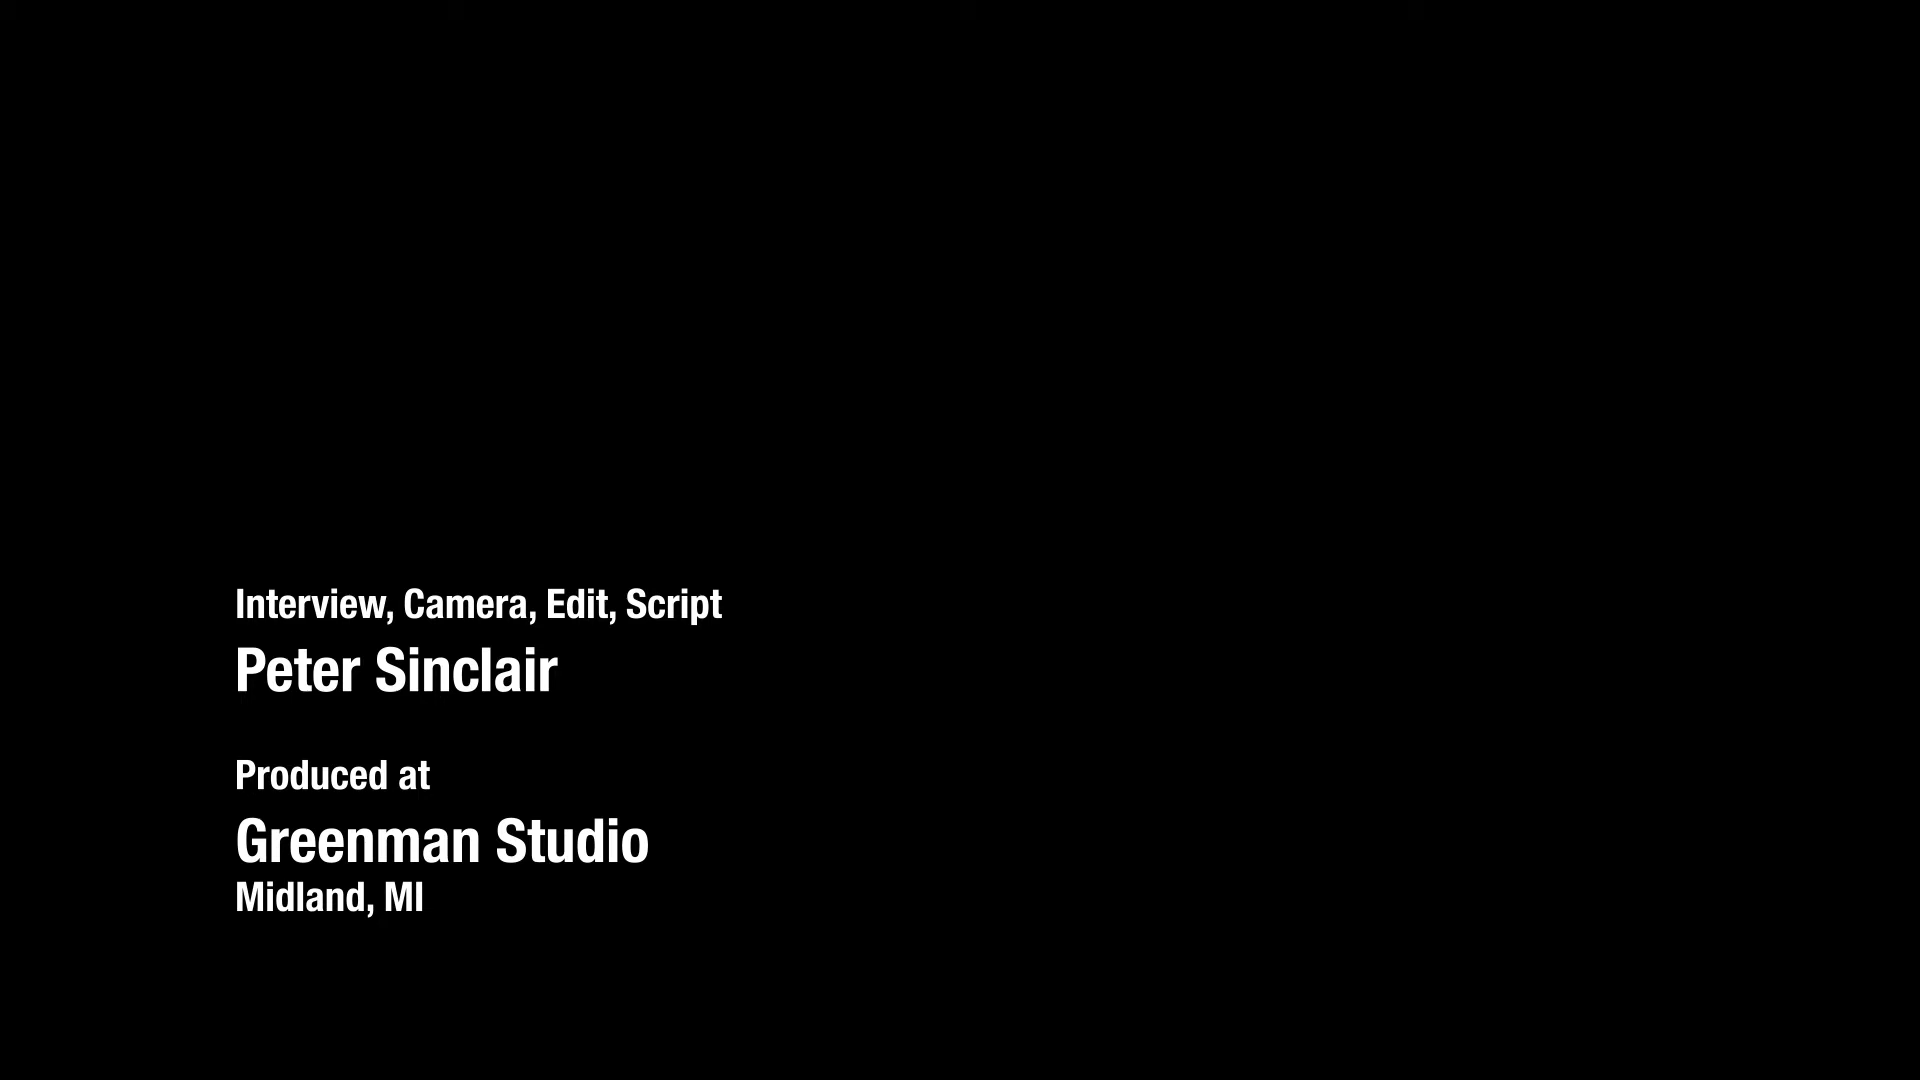 Interview, Camera, Edit, Script
Peter Sinclair
Produced at
Greenman Studio
Midland, MI